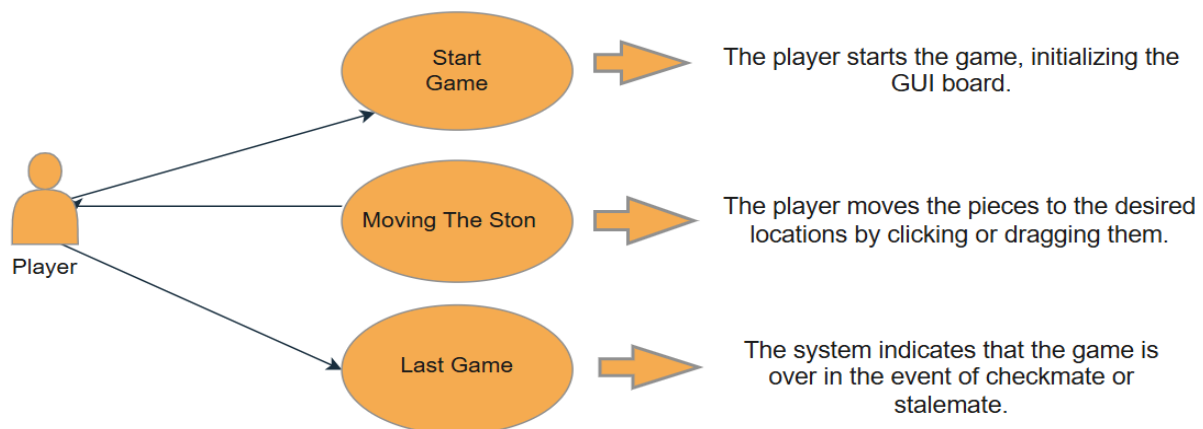 Start
Game
The player starts the game, initializing the
GUI board.
Player
Moving The Ston
The player moves the pieces to the desired
locations by clicking or dragging them.
Last Game
The system indicates that the game is
over in the event of checkmate or
stalemate.